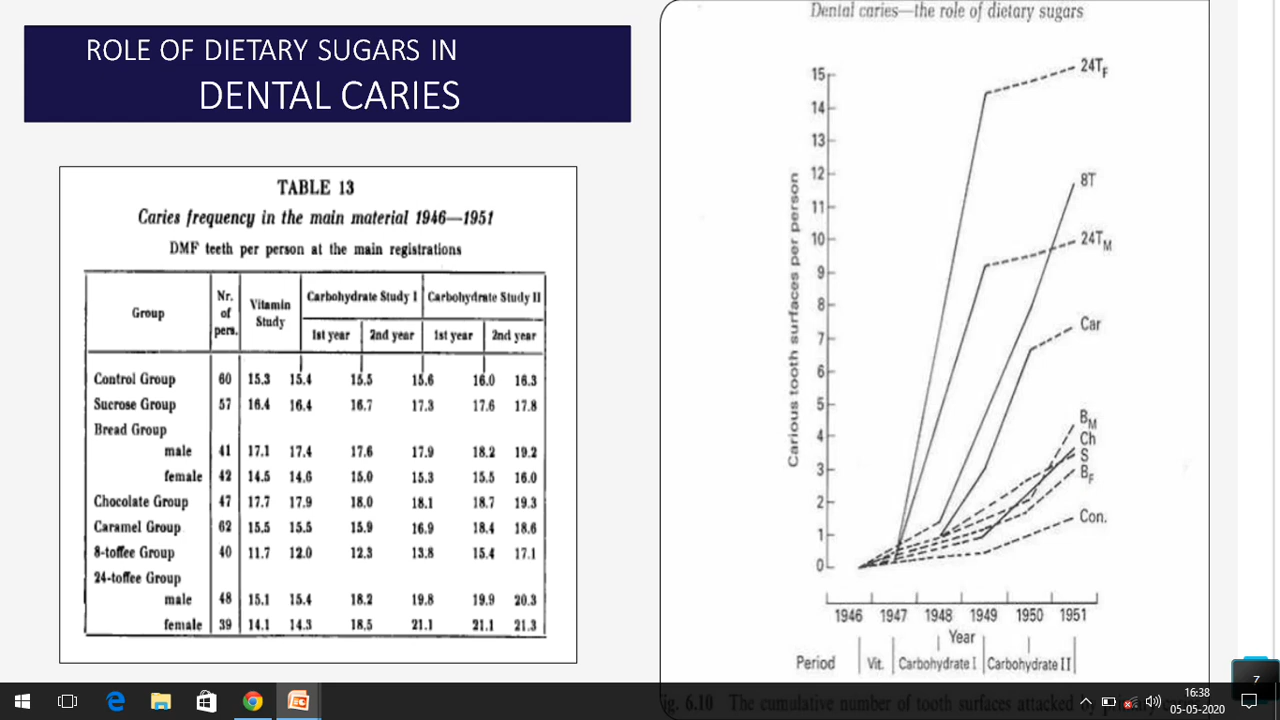 ROLE OF DIETARY SUGARS IN
DENTAL CARIES
TABLE 13
Caries frequency in the main material 1946—1951
DMF teeth per person at the main registrations
Group Nr. of pers. Vitamin Study Carbohydrate Study I Carbohydrate Study II
1st year 2nd year 1st year 2nd year
Control Group 60 15.3 15.4 15.5 15.6 16.0 16.3
Sucrose Group 57 16.4 16.4 16.7 17.3 17.6 17.8
Bread Group
male 41 17.1 17.4 17.6 17.9 18.2 19.2
female 42 14.5 14.6 15.0 15.3 15.5 16.0
Chocolate Group 47 17.7 17.9 18.0 18.1 18.7 19.3
Caramel Group 62 15.5 15.5 15.9 16.9 18.4 18.6
8-toffee Group 40 11.7 12.0 12.3 13.8 15.4 17.1
24-toffee Group
male 48 15.1 15.4 18.2 19.8 19.9 20.3
female 39 14.1 14.3 18.5 21.1 21.1 21.3
Dental caries—the role of dietary sugars
Carious tooth surfaces per person
15
14
13
12
11
10
9
8
7
6
5
4
3
2
1
0
24TF
8T
24TM
Car
BM
Ch
S
BF
Con.
1946 1947 1948 1949 1950 1951
Year
Period Vit. Carbohydrate I Carbohydrate II
ig. 6.10 The cumulative number of tooth surfaces attacked by
7
16:38
05-05-2020